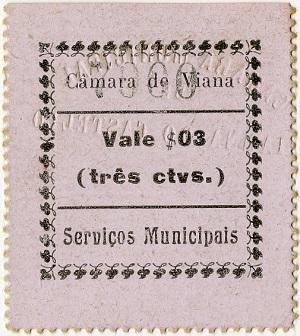 Câmara de Viana
Vale $03
(três ctvs.)
Serviços Municipais